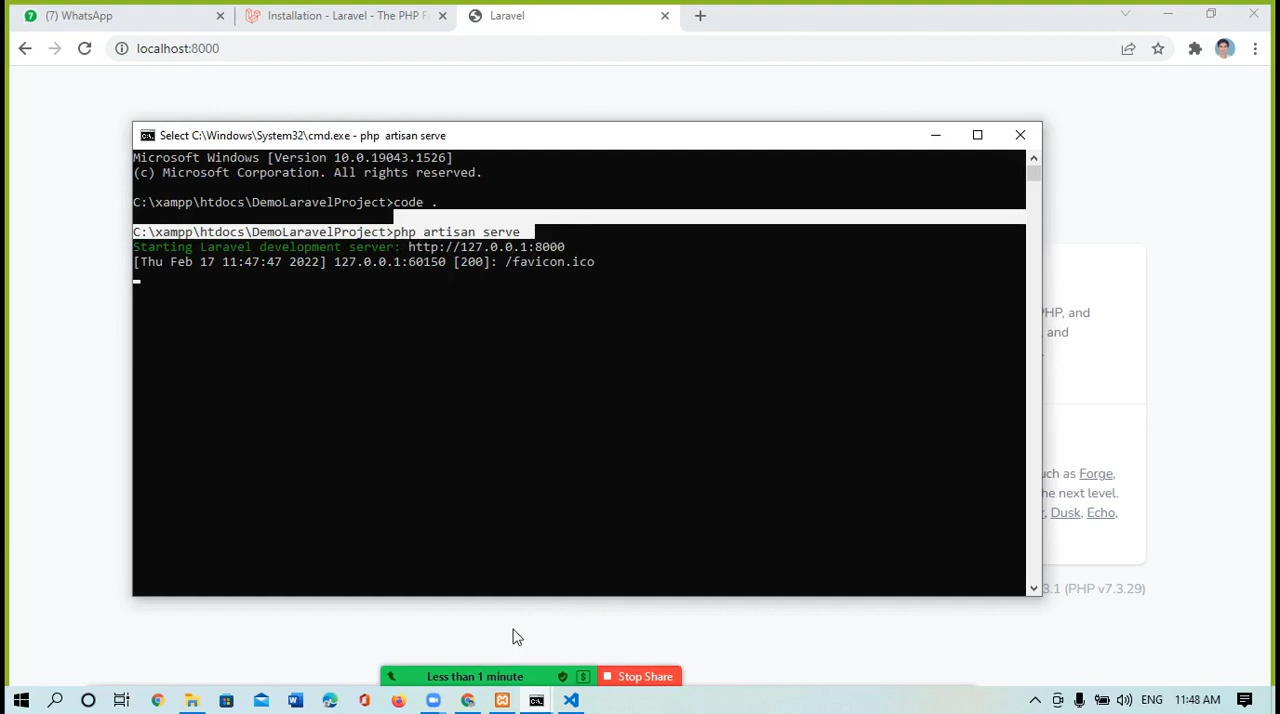 7 (7) WhatsApp
Installation - Laravel - The PHP F
Laravel
localhost:8000
Select C:\Windows\System32\cmd.exe - php  artisan serve
Microsoft Windows [Version 10.0.19043.1526]
(c) Microsoft Corporation. All rights reserved.
C:\xampp\htdocs\DemoLaravelProject>code .
C:\xampp\htdocs\DemoLaravelProject>php artisan serve
Starting Laravel development server: http://127.0.0.1:8000
[Thu Feb 17 11:47:47 2022] 127.0.0.1:60150 [200]: /favicon.ico
PHP, and
and
uch as Forge,
he next level.
Dusk, Echo,
3.1 (PHP v7.3.29)
Less than 1 minute
$
Stop Share
ENG
11:48 AM